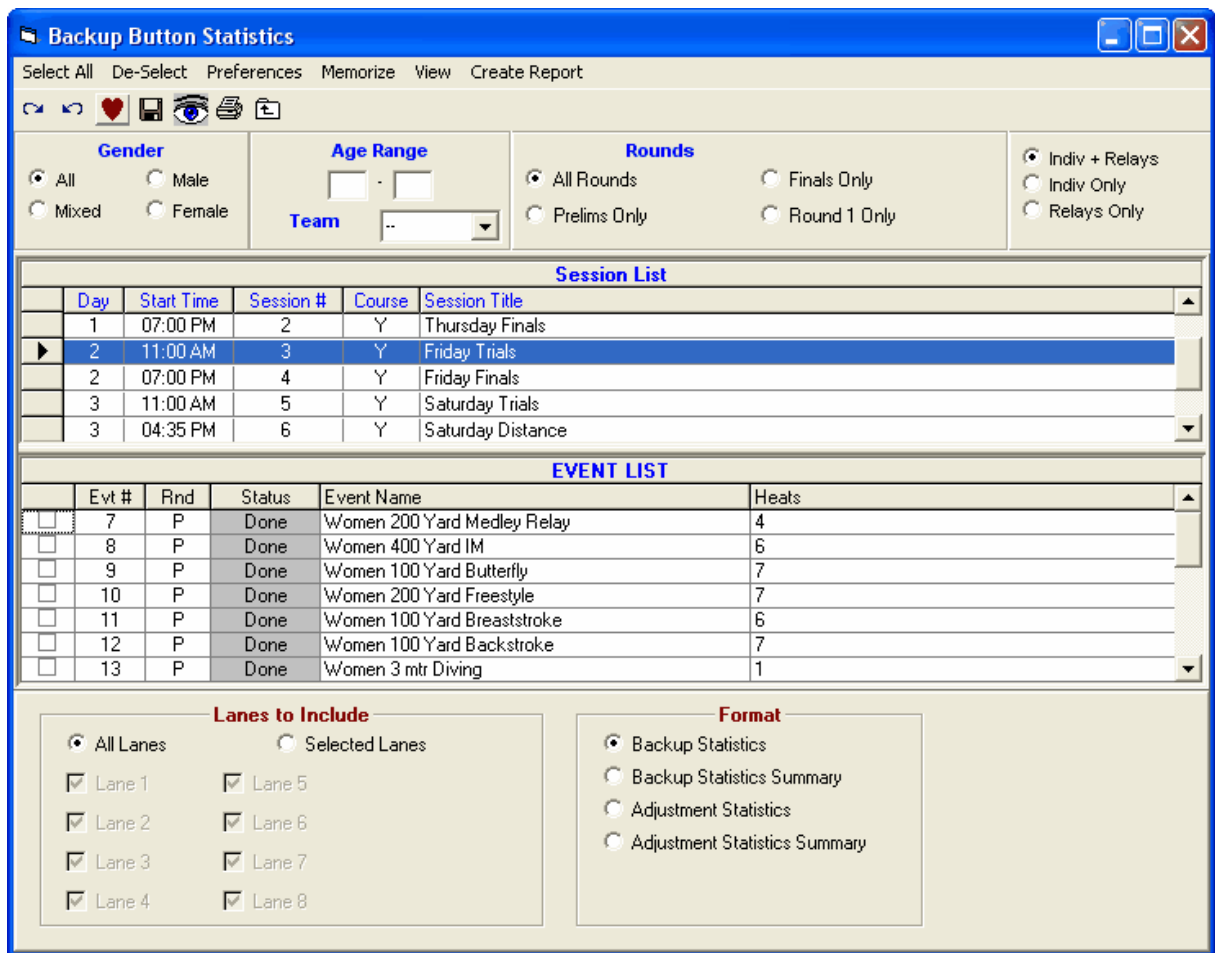 Backup Button Statistics
Select All De-Select Preferences Memorize View Create Report
Gender Age Range Rounds
All Male - All Rounds Finals Only Indiv + Relays
Indiv Only
Mixed Female Team -- Prelims Only Round 1 Only Relays Only
Session List
Day Start Time Session # Course Session Title
1 07:00 PM 2 Y Thursday Finals
2 11:00 AM 3 Y Friday Trials
2 07:00 PM 4 Y Friday Finals
3 11:00 AM 5 Y Saturday Trials
3 04:35 PM 6 Y Saturday Distance
EVENT LIST
Evt # Rnd Status Event Name Heats
7 P Done Women 200 Yard Medley Relay 4
8 P Done Women 400 Yard IM 6
9 P Done Women 100 Yard Butterfly 7
10 P Done Women 200 Yard Freestyle 7
11 P Done Women 100 Yard Breaststroke 6
12 P Done Women 100 Yard Backstroke 7
13 P Done Women 3 mtr Diving 1
Lanes to Include Format
All Lanes Selected Lanes Backup Statistics
Lane 1 Lane 5 Backup Statistics Summary
Lane 2 Lane 6 Adjustment Statistics
Lane 3 Lane 7 Adjustment Statistics Summary
Lane 4 Lane 8